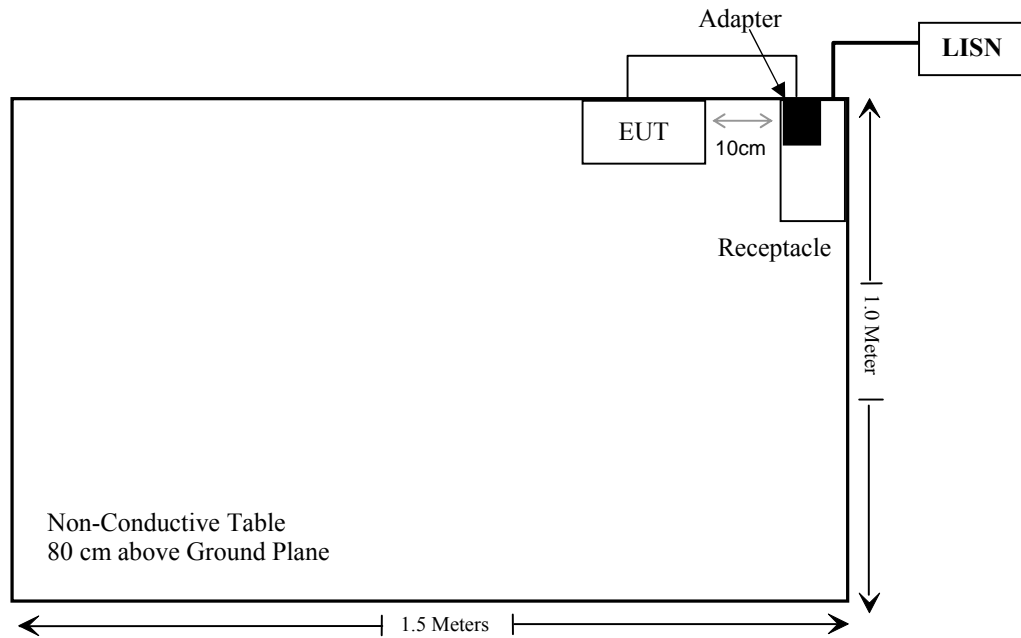 Adapter
LISN
EUT
10cm
Receptacle
1.0 Meter
Non-Conductive Table
80 cm above Ground Plane
1.5 Meters